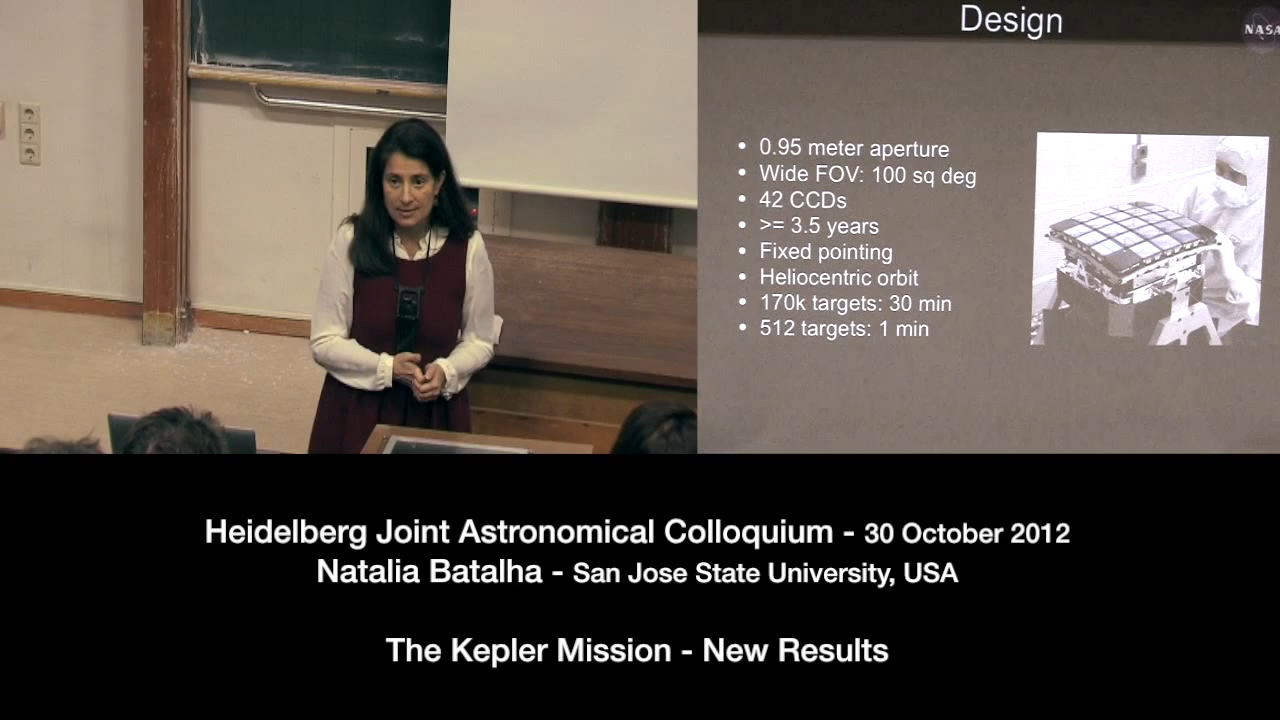 Design
NASA
• 0.95 meter aperture
• Wide FOV: 100 sq deg
• 42 CCDs
• >= 3.5 years
• Fixed pointing
• Heliocentric orbit
• 170k targets: 30 min
• 512 targets: 1 min
Heidelberg Joint Astronomical Colloquium - 30 October 2012
Natalia Batalha - San Jose State University, USA
The Kepler Mission - New Results